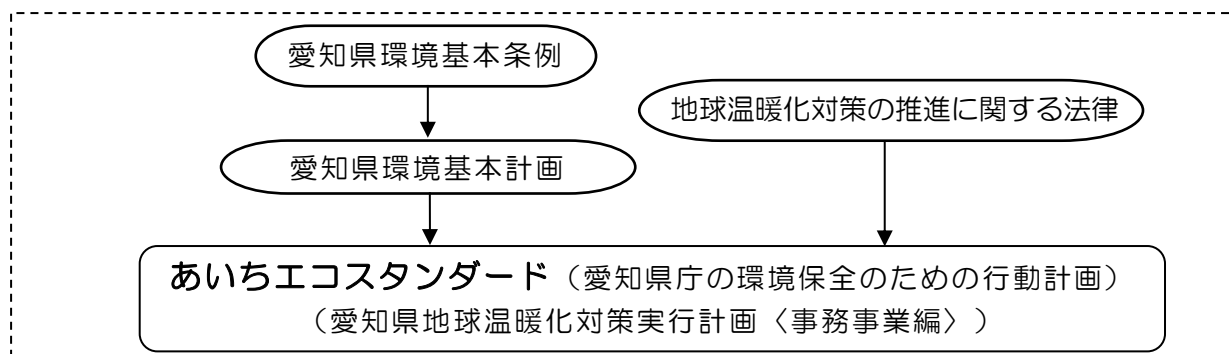 愛知県環境基本条例
地球温暖化対策の推進に関する法律
愛知県環境基本計画
あいちエコスタンダード（愛知県庁の環境保全のための行動計画）
（愛知県地球温暖化対策実行計画〈事務事業編〉）